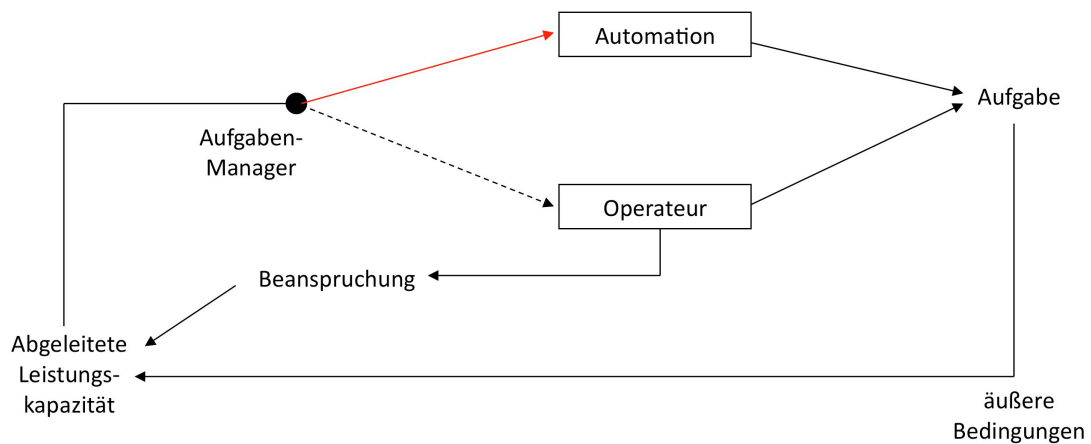 Automation
Aufgabe
Aufgaben-
Manager
Operateur
Beanspruchung
Abgeleitete
Leistungs-
kapazität
äußere
Bedingungen